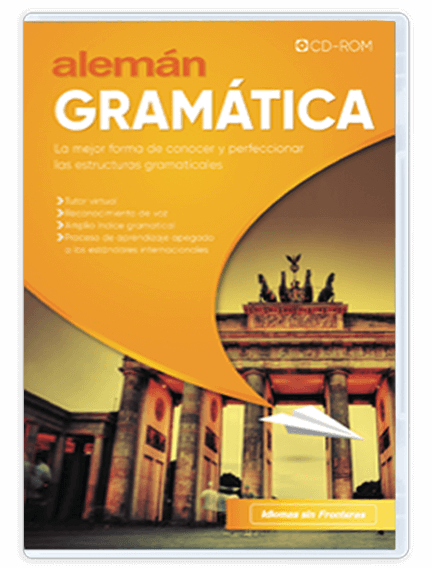 CD-ROM
alemán
GRAMÁTICA
La mejor forma de conocer y perfeccionar
las estructuras gramaticales
Tutor virtual
Reconocimiento de voz
Amplio índice gramatical
Proceso de aprendizaje apegado
a los estándares internacionales
Idiomas sin Fronteras